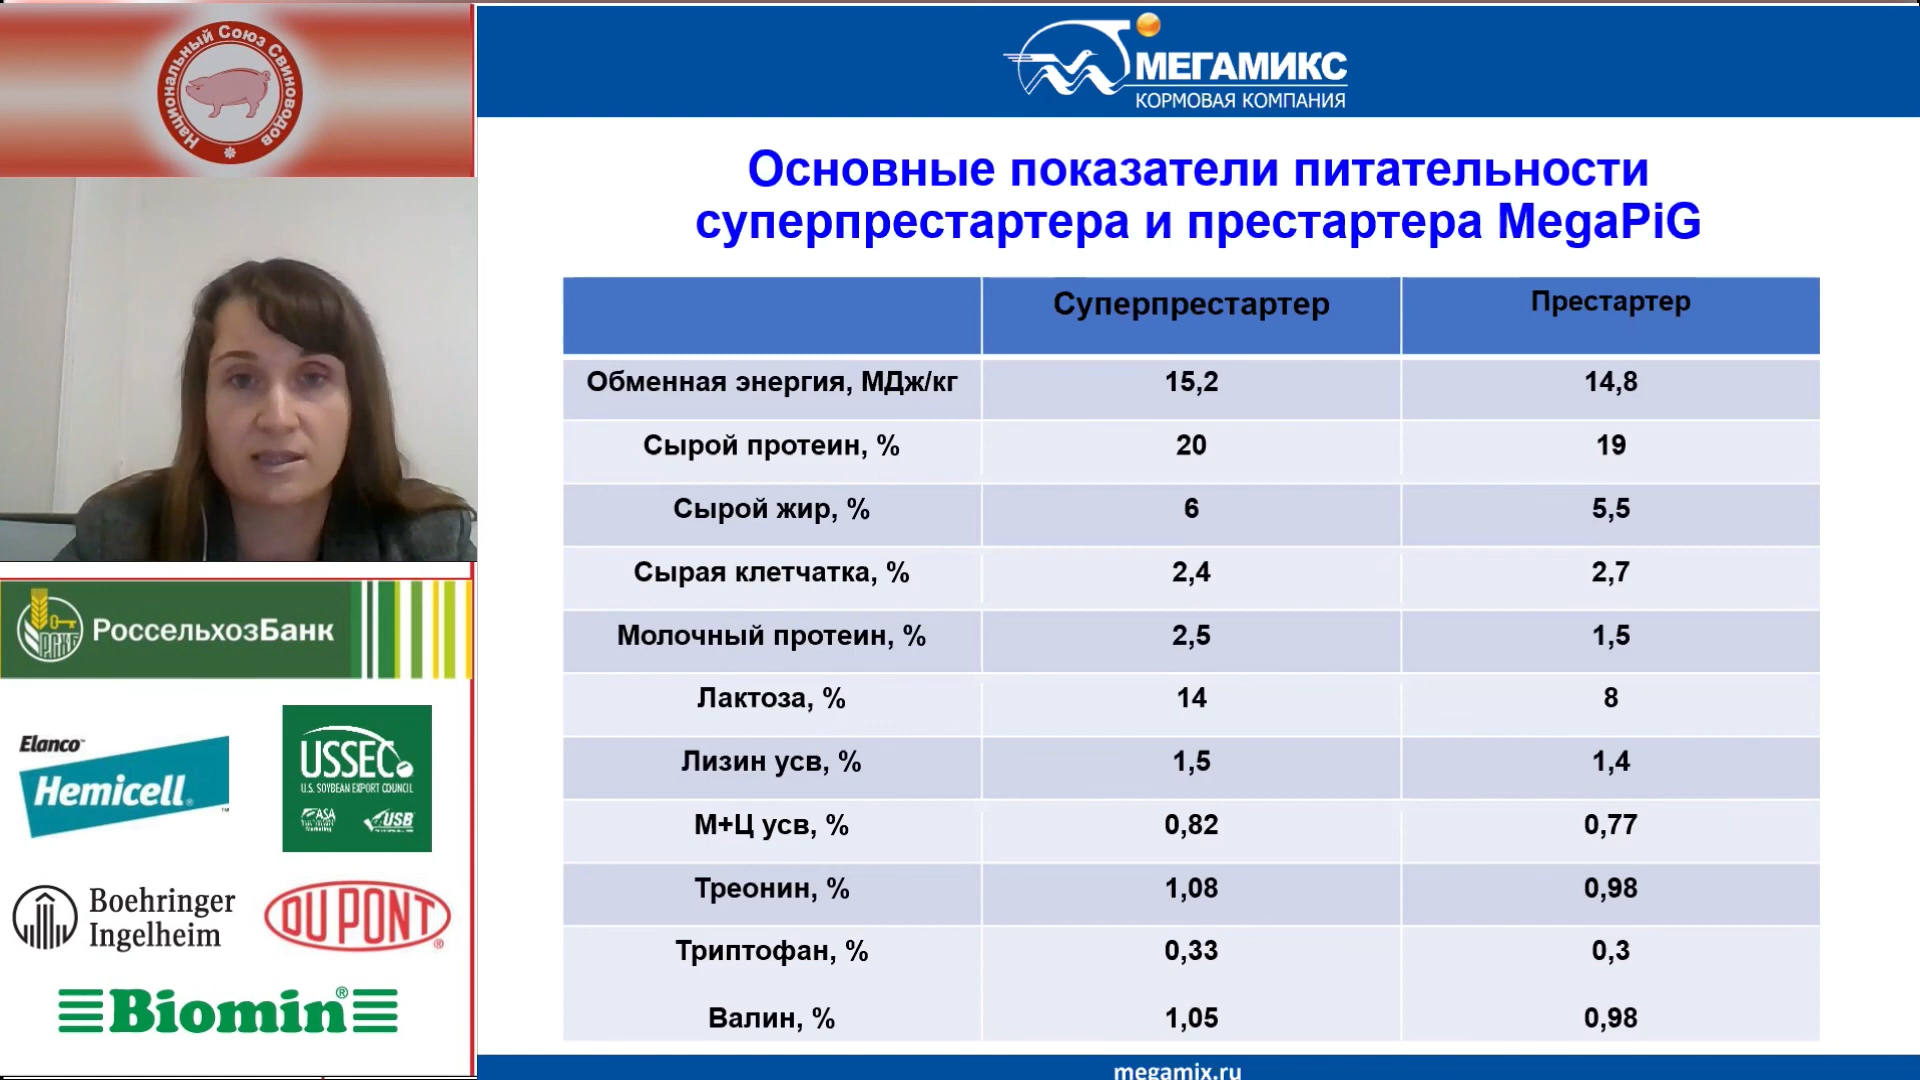 Национальный Союз Свиноводов
МЕГАМИКС
КОРМОВАЯ КОМПАНИЯ
Основные показатели питательности
суперпрестартера и престартера MegaPiG
Суперпрестартер Престартер
Обменная энергия, МДж/кг 15,2 14,8
Сырой протеин, % 20 19
Сырой жир, % 6 5,5
Сырая клетчатка, % 2,4 2,7
Молочный протеин, % 2,5 1,5
Лактоза, % 14 8
Лизин усв, % 1,5 1,4
М+Ц усв, % 0,82 0,77
Треонин, % 1,08 0,98
Триптофан, % 0,33 0,3
Валин, % 1,05 0,98
megamix.ru
РСХБ
РоссельхозБанк
Elanco™
Hemicell®
™
USSEC
U.S. SOYBEAN EXPORT COUNCIL
ASA
USB
Boehringer
Ingelheim
DUPONT®
Biomin®